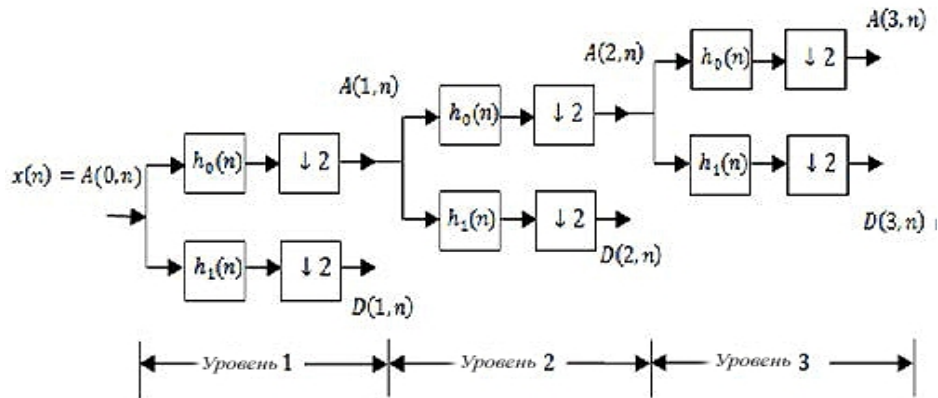 A(3, n)
A(2, n)
h₀(n)
↓ 2
A(1, n)
h₀(n)
↓ 2
x(n) = A(0, n)
h₀(n)
↓ 2
h₁(n)
↓ 2
h₁(n)
↓ 2
D(3, n)
D(2, n)
h₁(n)
↓ 2
D(1, n)
Уровень 1
Уровень 2
Уровень 3